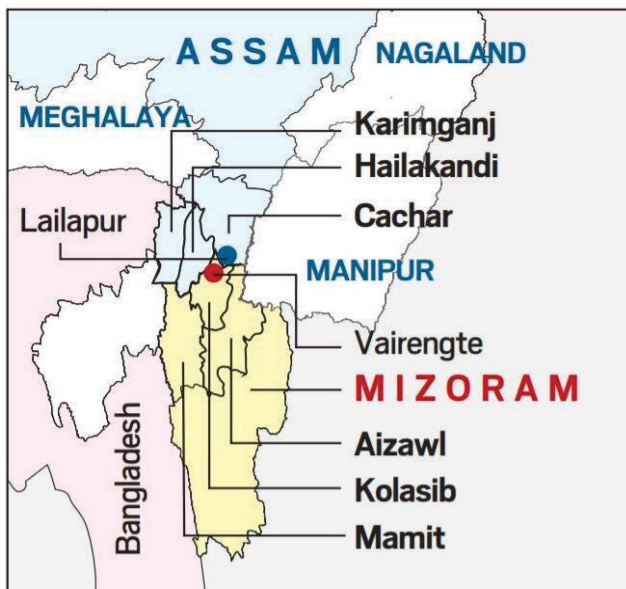 ASSAM
NAGALAND
MEGHALAYA
Karimganj
Hailakandi
Lailapur
Cachar
MANIPUR
Vairengte
MIZORAM
Aizawl
Kolasib
Mamit
Bangladesh